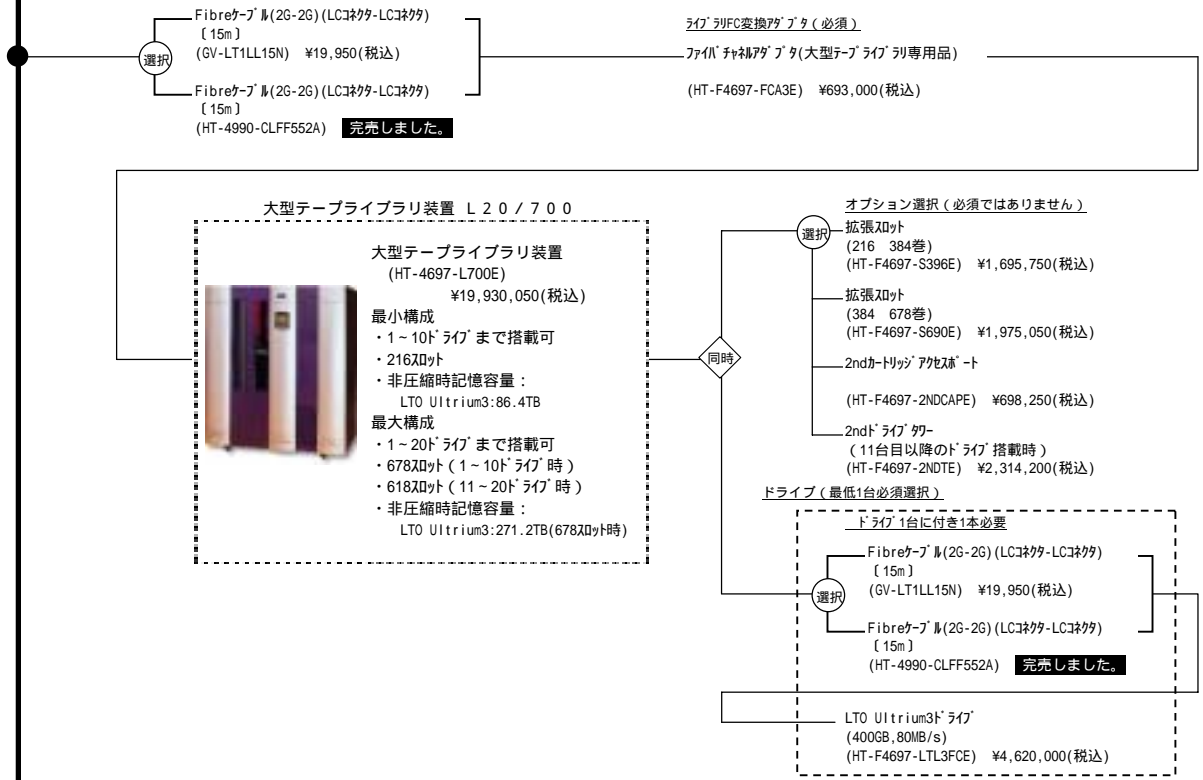 Fibreｹｰﾌﾞﾙ(2G-2G)(LCｺﾈｸﾀ-LCｺﾈｸﾀ)
〔15m〕
(GV-LT1LL15N) ¥19,950(税込)
選択
Fibreｹｰﾌﾞﾙ(2G-2G)(LCｺﾈｸﾀ-LCｺﾈｸﾀ)
〔15m〕
(HT-4990-CLFF552A) 完売しました。
ﾗｲﾌﾞﾗﾘFC変換ｱﾀﾞﾌﾟﾀ(必須)
ﾌｧｲﾊﾞﾁｬﾈﾙｱﾀﾞﾌﾟﾀ(大型ﾃｰﾌﾟﾗｲﾌﾞﾗﾘ専用品)
(HT-F4697-FCA3E) ¥693,000(税込)
大型テープライブラリ装置 L20/700
大型テープライブラリ装置
(HT-4697-L700E)
¥19,930,050(税込)
最小構成
・1~10ﾄﾞﾗｲﾌﾞまで搭載可
・216ｽﾛｯﾄ
・非圧縮時記憶容量:
LTO Ultrium3:86.4TB
最大構成
・1~20ﾄﾞﾗｲﾌﾞまで搭載可
・678ｽﾛｯﾄ(1~10ﾄﾞﾗｲﾌﾞ時)
・618ｽﾛｯﾄ(11~20ﾄﾞﾗｲﾌﾞ時)
・非圧縮時記憶容量:
LTO Ultrium3:271.2TB(678ｽﾛｯﾄ時)
同時
オプション選択(必須ではありません)
選択
拡張ｽﾛｯﾄ
(216 384巻)
(HT-F4697-S396E) ¥1,695,750(税込)
拡張ｽﾛｯﾄ
(384 678巻)
(HT-F4697-S690E) ¥1,975,050(税込)
2ndｶｰﾄﾘｯｼﾞｱｸｾｽﾎﾟｰﾄ
(HT-F4697-2NDCAPE) ¥698,250(税込)
2ndﾄﾞﾗｲﾌﾞﾀﾜｰ
(11台目以降のﾄﾞﾗｲﾌﾞ搭載時)
(HT-F4697-2NDTE) ¥2,314,200(税込)
ドライブ(最低1台必須選択)
ﾄﾞﾗｲﾌﾞ1台に付き1本必要
Fibreｹｰﾌﾞﾙ(2G-2G)(LCｺﾈｸﾀ-LCｺﾈｸﾀ)
〔15m〕
(GV-LT1LL15N) ¥19,950(税込)
選択
Fibreｹｰﾌﾞﾙ(2G-2G)(LCｺﾈｸﾀ-LCｺﾈｸﾀ)
〔15m〕
(HT-4990-CLFF552A) 完売しました。
LTO Ultrium3ﾄﾞﾗｲﾌﾞ
(400GB,80MB/s)
(HT-F4697-LTL3FCE) ¥4,620,000(税込)